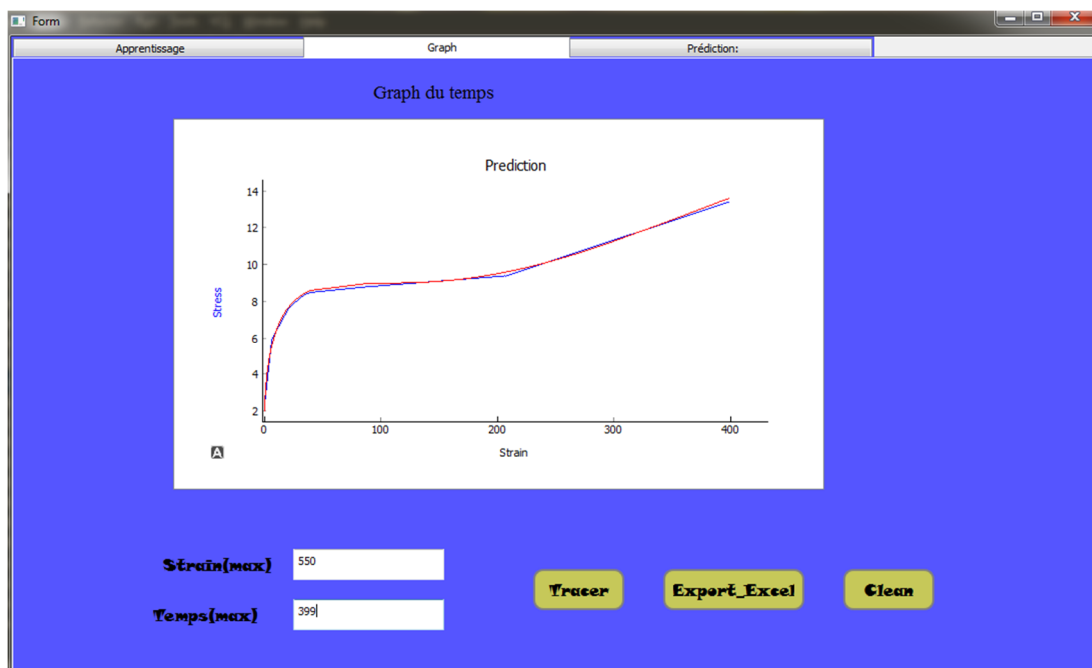 Form
Apprentissage
Graph
Prédiction:
Graph du temps
Prediction
14
12
10
8
6
4
2
Stress
0 100 200 300 400
Strain
A
Strain(max) 550
Temps(max) 399
Tracer Export_Excel Clean